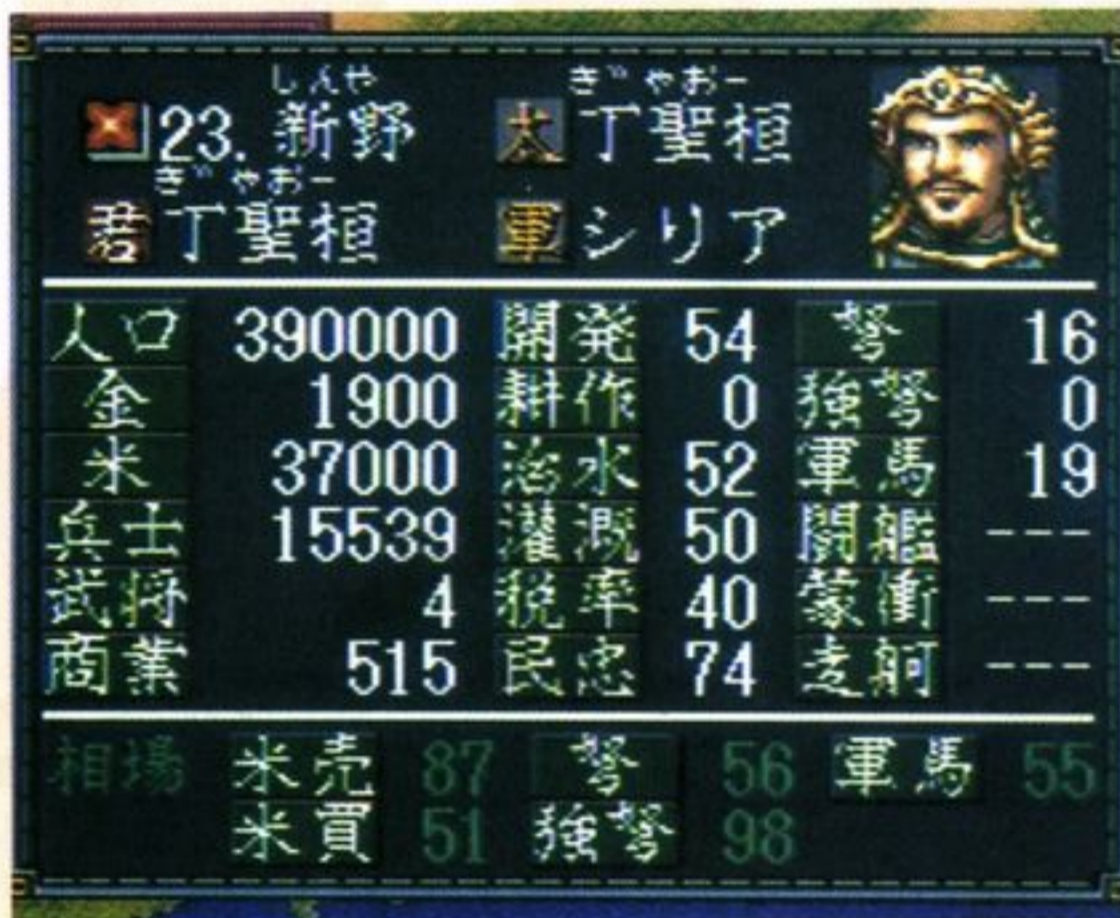 しんや ぎやおー
23.新野 太 丁聖桓
ぎやおー
君 丁聖桓 軍 シリア
人口 390000 開発 54 弩 16
金 1900 耕作 0 強弩 0
米 37000 治水 52 軍馬 19
兵士 15539 灌漑 50 闘艦 ---
武将 4 税率 40 蒙衝 ---
商業 515 民忠 74 走舸 ---
相場 米売 87 弩 56 軍馬 55
米買 51 強弩 98